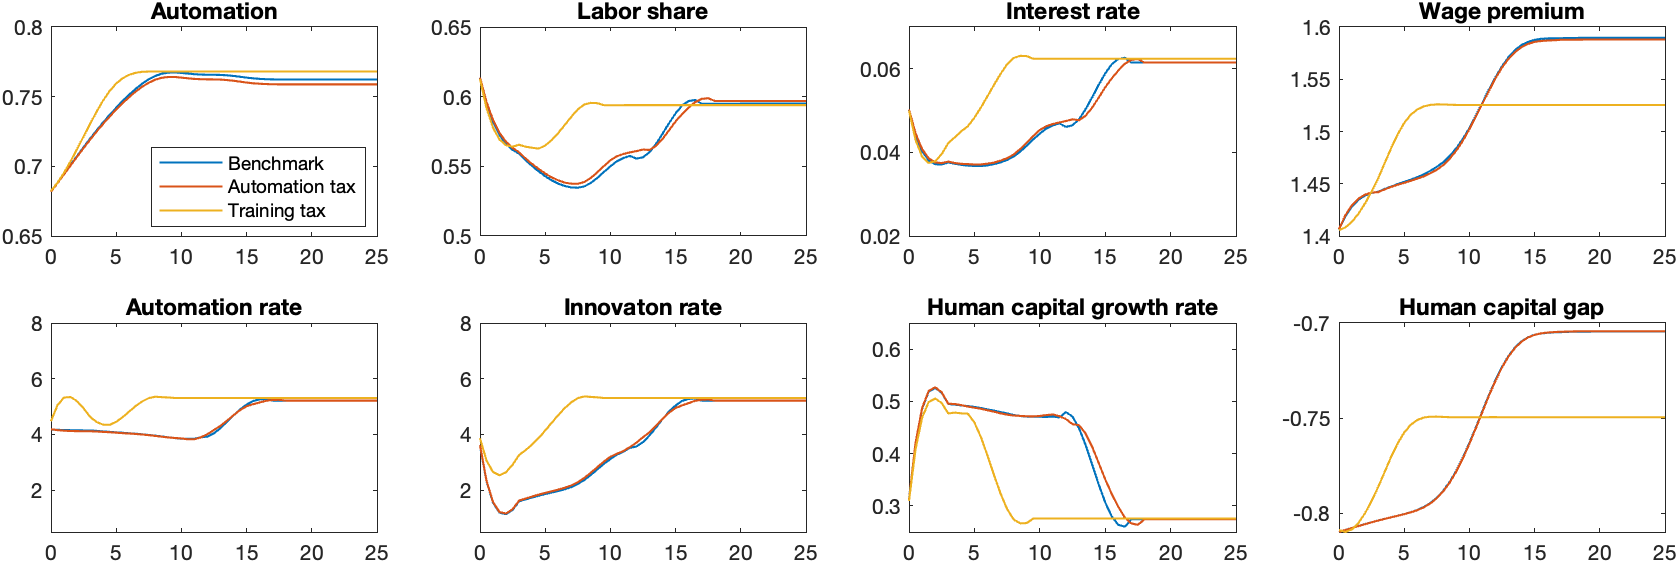 Automation
0.8
0.75
0.7
0.65
Benchmark
Automation tax
Training tax
0 5 10 15 20 25
Labor share
0.65
0.6
0.55
0.5
0 5 10 15 20 25
Interest rate
0.06
0.04
0.02
0 5 10 15 20 25
Wage premium
1.6
1.55
1.5
1.45
1.4
0 5 10 15 20 25
Automation rate
8
6
4
2
0 5 10 15 20 25
Innovaton rate
8
6
4
2
0 5 10 15 20 25
Human capital growth rate
0.6
0.5
0.4
0.3
0 5 10 15 20 25
Human capital gap
-0.7
-0.75
-0.8
0 5 10 15 20 25